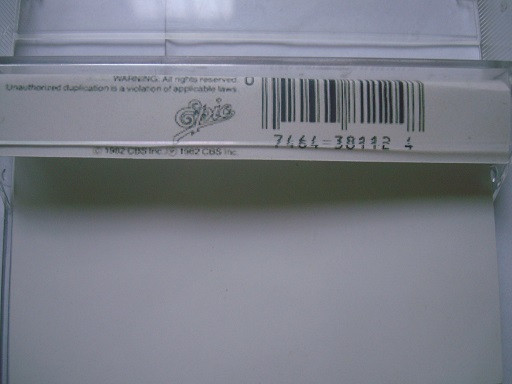 WARNING: All rights reserved.
Unauthorized duplication is a violation of applicable laws.
Epic
© 1982 CBS Inc. ℗ 1982 CBS Inc.
0
7464-38112 4